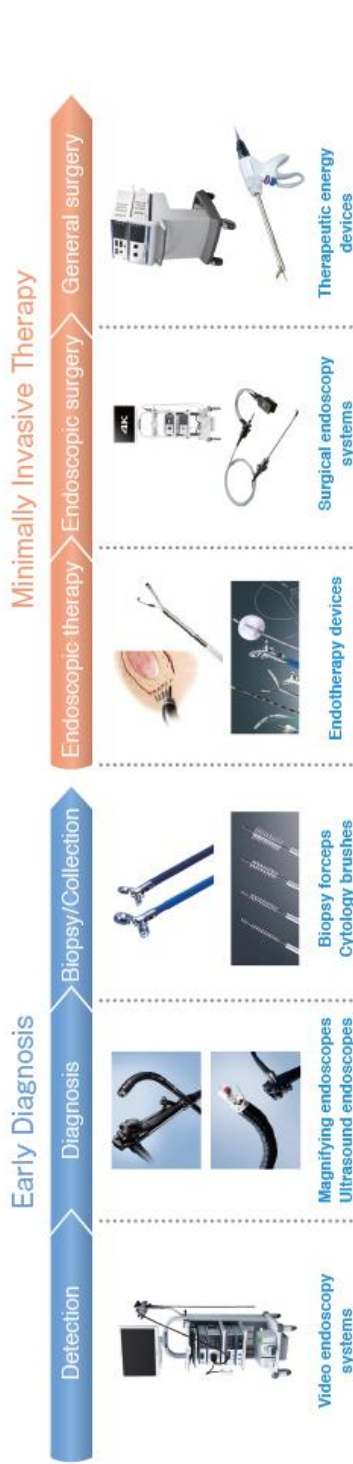 Early Diagnosis
Minimally Invasive Therapy
Detection
Diagnosis
Biopsy/Collection
Endoscopic therapy
Endoscopic surgery
General surgery
4K
Video endoscopy
systems
Magnifying endoscopes
Ultrasound endoscopes
Biopsy forceps
Cytology brushes
Endotherapy devices
Surgical endoscopy
systems
Therapeutic energy
devices